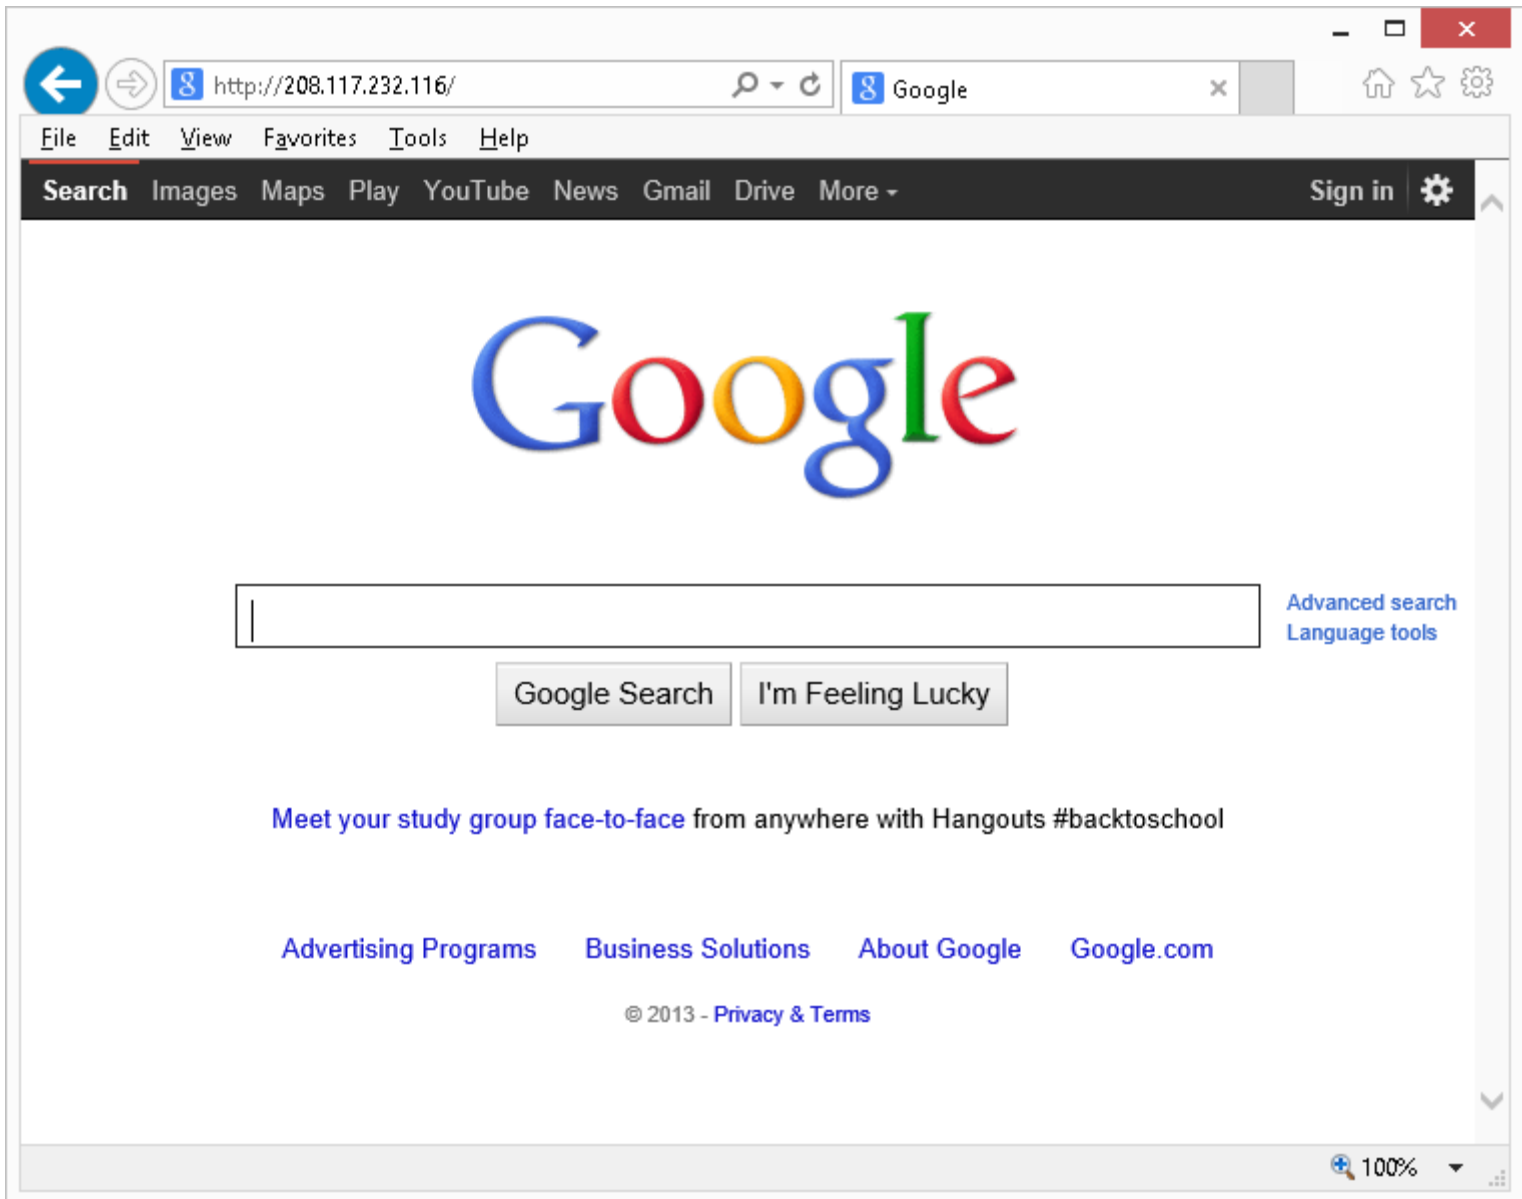 http://208.117.232.116/
Google
File Edit View Favorites Tools Help
Search Images Maps Play YouTube News Gmail Drive More
Sign in
Google
Advanced search
Language tools
Google Search I'm Feeling Lucky
Meet your study group face-to-face from anywhere with Hangouts #backtoschool
Advertising Programs Business Solutions About Google Google.com
© 2013 - Privacy & Terms
100%